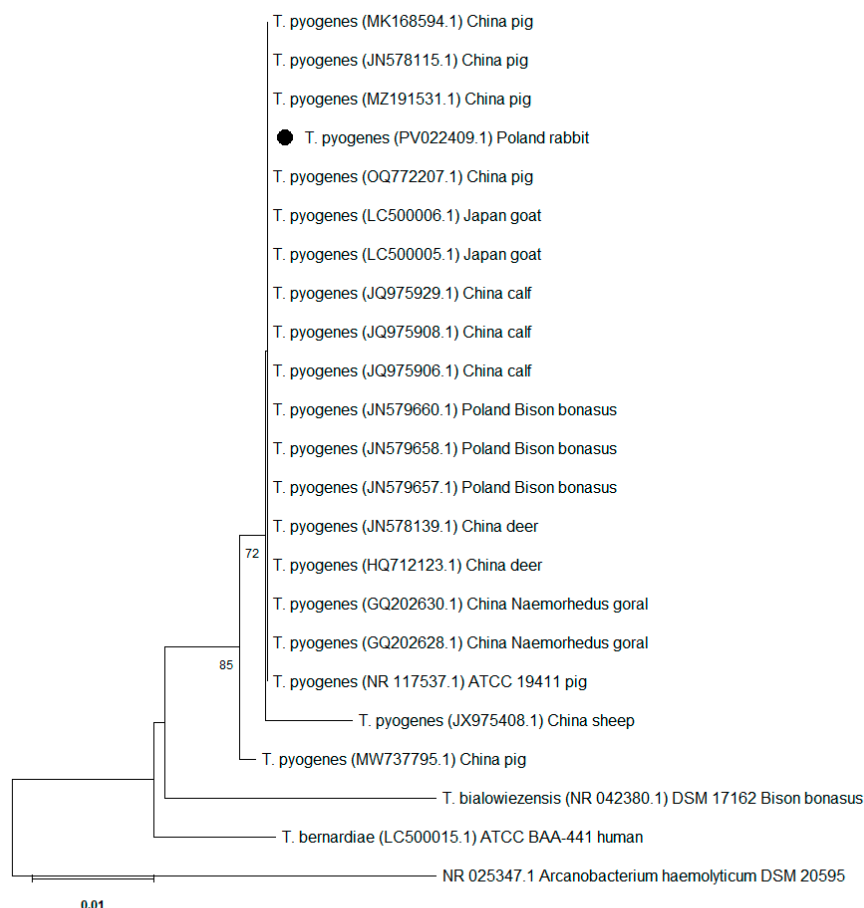 T. pyogenes (MK168594.1) China pig
T. pyogenes (JN578115.1) China pig
T. pyogenes (MZ191531.1) China pig
T. pyogenes (PV022409.1) Poland rabbit
T. pyogenes (OQ772207.1) China pig
T. pyogenes (LC500006.1) Japan goat
T. pyogenes (LC500005.1) Japan goat
T. pyogenes (JQ975929.1) China calf
T. pyogenes (JQ975908.1) China calf
T. pyogenes (JQ975906.1) China calf
T. pyogenes (JN579660.1) Poland Bison bonasus
T. pyogenes (JN579658.1) Poland Bison bonasus
T. pyogenes (JN579657.1) Poland Bison bonasus
T. pyogenes (JN578139.1) China deer
72
T. pyogenes (HQ712123.1) China deer
T. pyogenes (GQ202630.1) China Naemorhedus goral
T. pyogenes (GQ202628.1) China Naemorhedus goral
85
T. pyogenes (NR 117537.1) ATCC 19411 pig
T. pyogenes (JX975408.1) China sheep
T. pyogenes (MW737795.1) China pig
T. bialowiezensis (NR 042380.1) DSM 17162 Bison bonasus
T. bernardiae (LC500015.1) ATCC BAA-441 human
NR 025347.1 Arcanobacterium haemolyticum DSM 20595
0.01